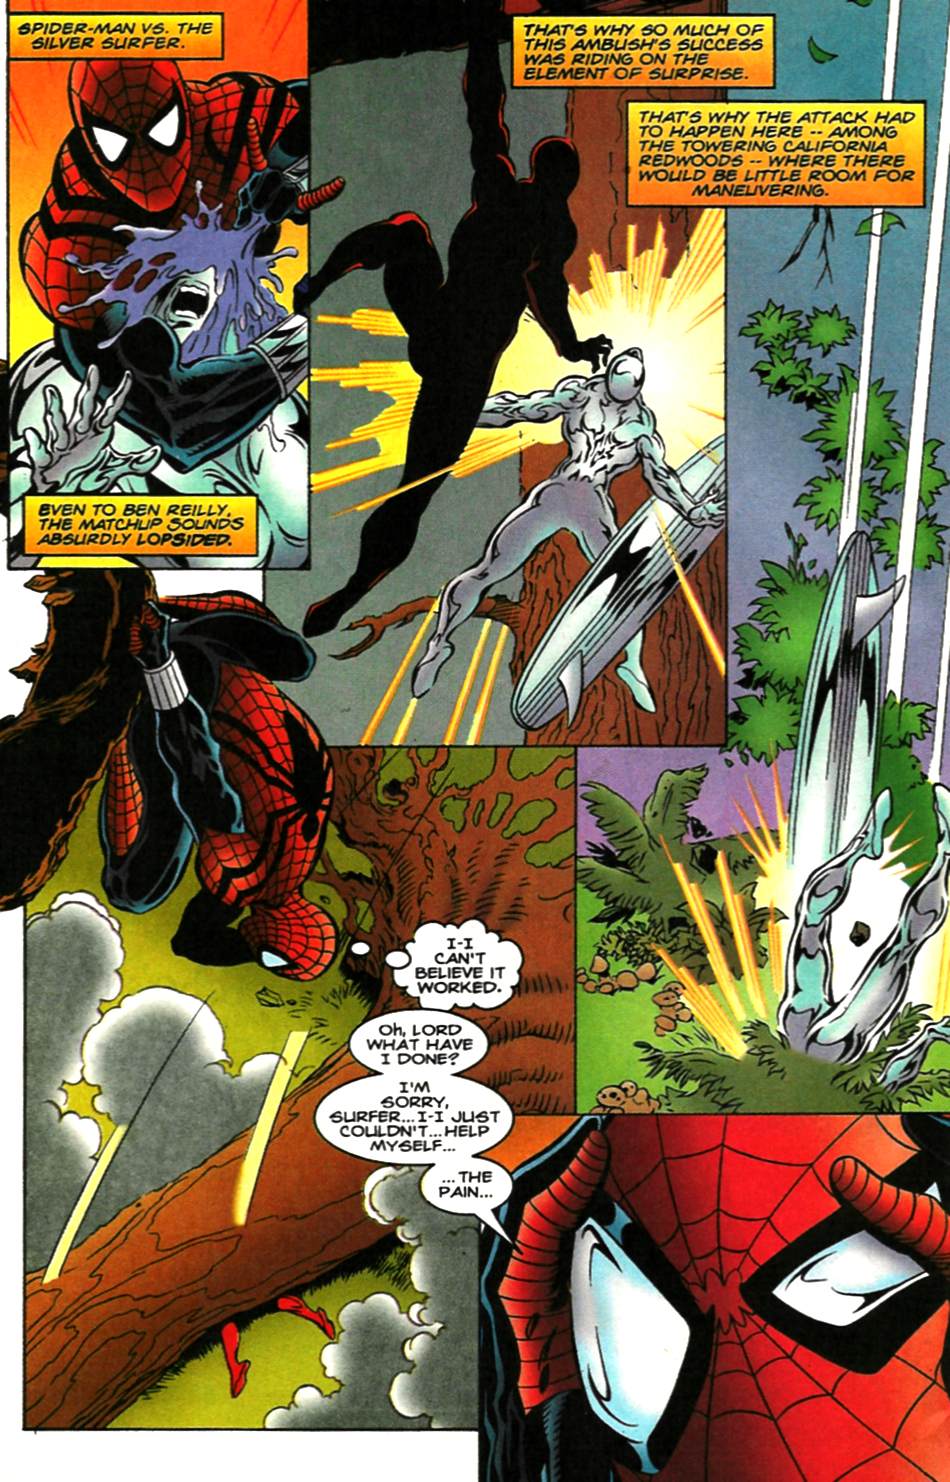 SPIDER-MAN VS. THE
SILVER SURFER.
EVEN TO BEN REILLY,
THE MATCHUP SOUNDS
ABSURDLY LOPSIDED.
THAT'S WHY SO MUCH OF
THIS AMBUSH'S SUCCESS
WAS RIDING ON THE
ELEMENT OF SURPRISE.
THAT'S WHY THE ATTACK HAD
TO HAPPEN HERE -- AMONG
THE TOWERING CALIFORNIA
REDWOODS -- WHERE THERE
WOULD BE LITTLE ROOM FOR
MANEUVERING.
I-I
CAN'T
BELIEVE IT
WORKED.
Oh, LORD
WHAT HAVE
I DONE?
I'M
SORRY,
SURFER...I-I JUST
COULDN'T...HELP
MYSELF...
...THE
PAIN...